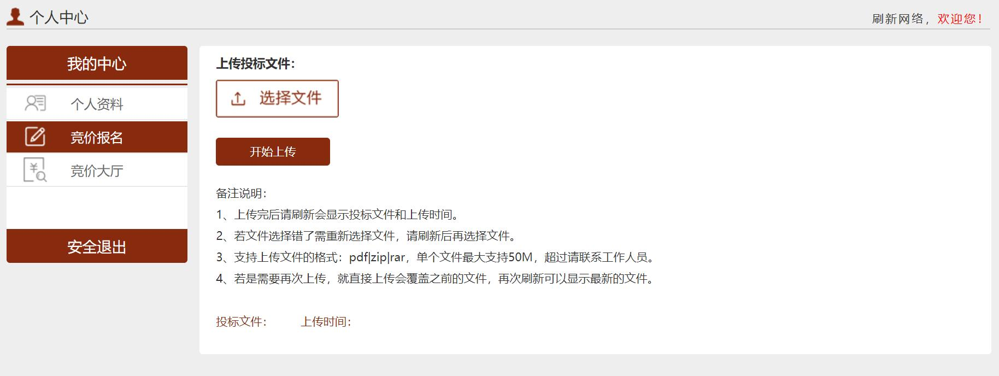 个人中心
刷新网络，欢迎您！
我的中心
个人资料
竞价报名
竞价大厅
安全退出
上传投标文件：
选择文件
开始上传
备注说明：
1、上传完后请刷新会显示投标文件和上传时间。
2、若文件选择错了需重新选择文件，请刷新后再选择文件。
3、支持上传文件的格式：pdf|zip|rar，单个文件最大支持50M，超过请联系工作人员。
4、若是需要再次上传，就直接上传会覆盖之前的文件，再次刷新可以显示最新的文件。
投标文件： 上传时间：